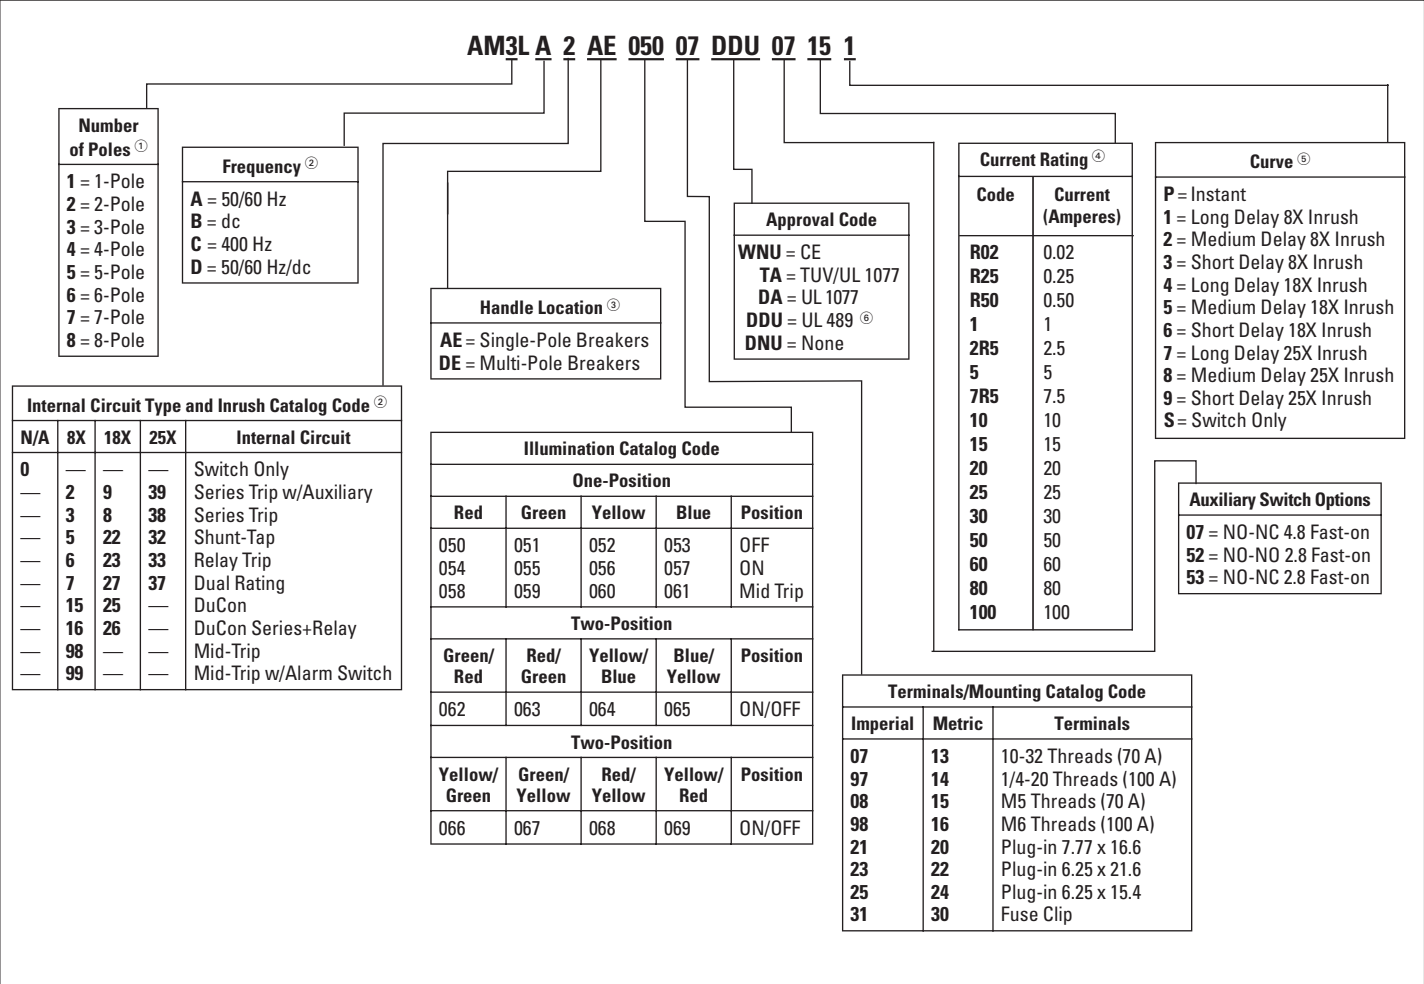 AM3L A 2 AE 050 07 DDU 07 15 1
Number
of Poles ①
1 = 1-Pole
2 = 2-Pole
3 = 3-Pole
4 = 4-Pole
5 = 5-Pole
6 = 6-Pole
7 = 7-Pole
8 = 8-Pole
Frequency ②
A = 50/60 Hz
B = dc
C = 400 Hz
D = 50/60 Hz/dc
Handle Location ③
AE = Single-Pole Breakers
DE = Multi-Pole Breakers
Approval Code
WNU = CE
TA = TUV/UL 1077
DA = UL 1077
DDU = UL 489 ⑥
DNU = None
Current Rating ④
Code Current
(Amperes)
R02 0.02
R25 0.25
R50 0.50
1 1
2R5 2.5
5 5
7R5 7.5
10 10
15 15
20 20
25 25
30 30
50 50
60 60
80 80
100 100
Curve ⑤
P = Instant
1 = Long Delay 8X Inrush
2 = Medium Delay 8X Inrush
3 = Short Delay 8X Inrush
4 = Long Delay 18X Inrush
5 = Medium Delay 18X Inrush
6 = Short Delay 18X Inrush
7 = Long Delay 25X Inrush
8 = Medium Delay 25X Inrush
9 = Short Delay 25X Inrush
S = Switch Only
Internal Circuit Type and Inrush Catalog Code ②
N/A 8X 18X 25X Internal Circuit
0 — — — Switch Only
— 2 9 39 Series Trip w/Auxiliary
— 3 8 38 Series Trip
— 5 22 32 Shunt-Tap
— 6 23 33 Relay Trip
— 7 27 37 Dual Rating
— 15 25 — DuCon
— 16 26 — DuCon Series+Relay
— 98 — — Mid-Trip
— 99 — — Mid-Trip w/Alarm Switch
Illumination Catalog Code
One-Position
Red Green Yellow Blue Position
050 051 052 053 OFF
054 055 056 057 ON
058 059 060 061 Mid Trip
Two-Position
Green/ Red/ Yellow/ Blue/ Position
Red Green Blue Yellow
062 063 064 065 ON/OFF
Two-Position
Yellow/ Green/ Red/ Yellow/ Position
Green Yellow Yellow Red
066 067 068 069 ON/OFF
Auxiliary Switch Options
07 = NO-NC 4.8 Fast-on
52 = NO-NO 2.8 Fast-on
53 = NO-NC 2.8 Fast-on
Terminals/Mounting Catalog Code
Imperial Metric Terminals
07 13 10-32 Threads (70 A)
97 14 1/4-20 Threads (100 A)
08 15 M5 Threads (70 A)
98 16 M6 Threads (100 A)
21 20 Plug-in 7.77 x 16.6
23 22 Plug-in 6.25 x 21.6
25 24 Plug-in 6.25 x 15.4
31 30 Fuse Clip